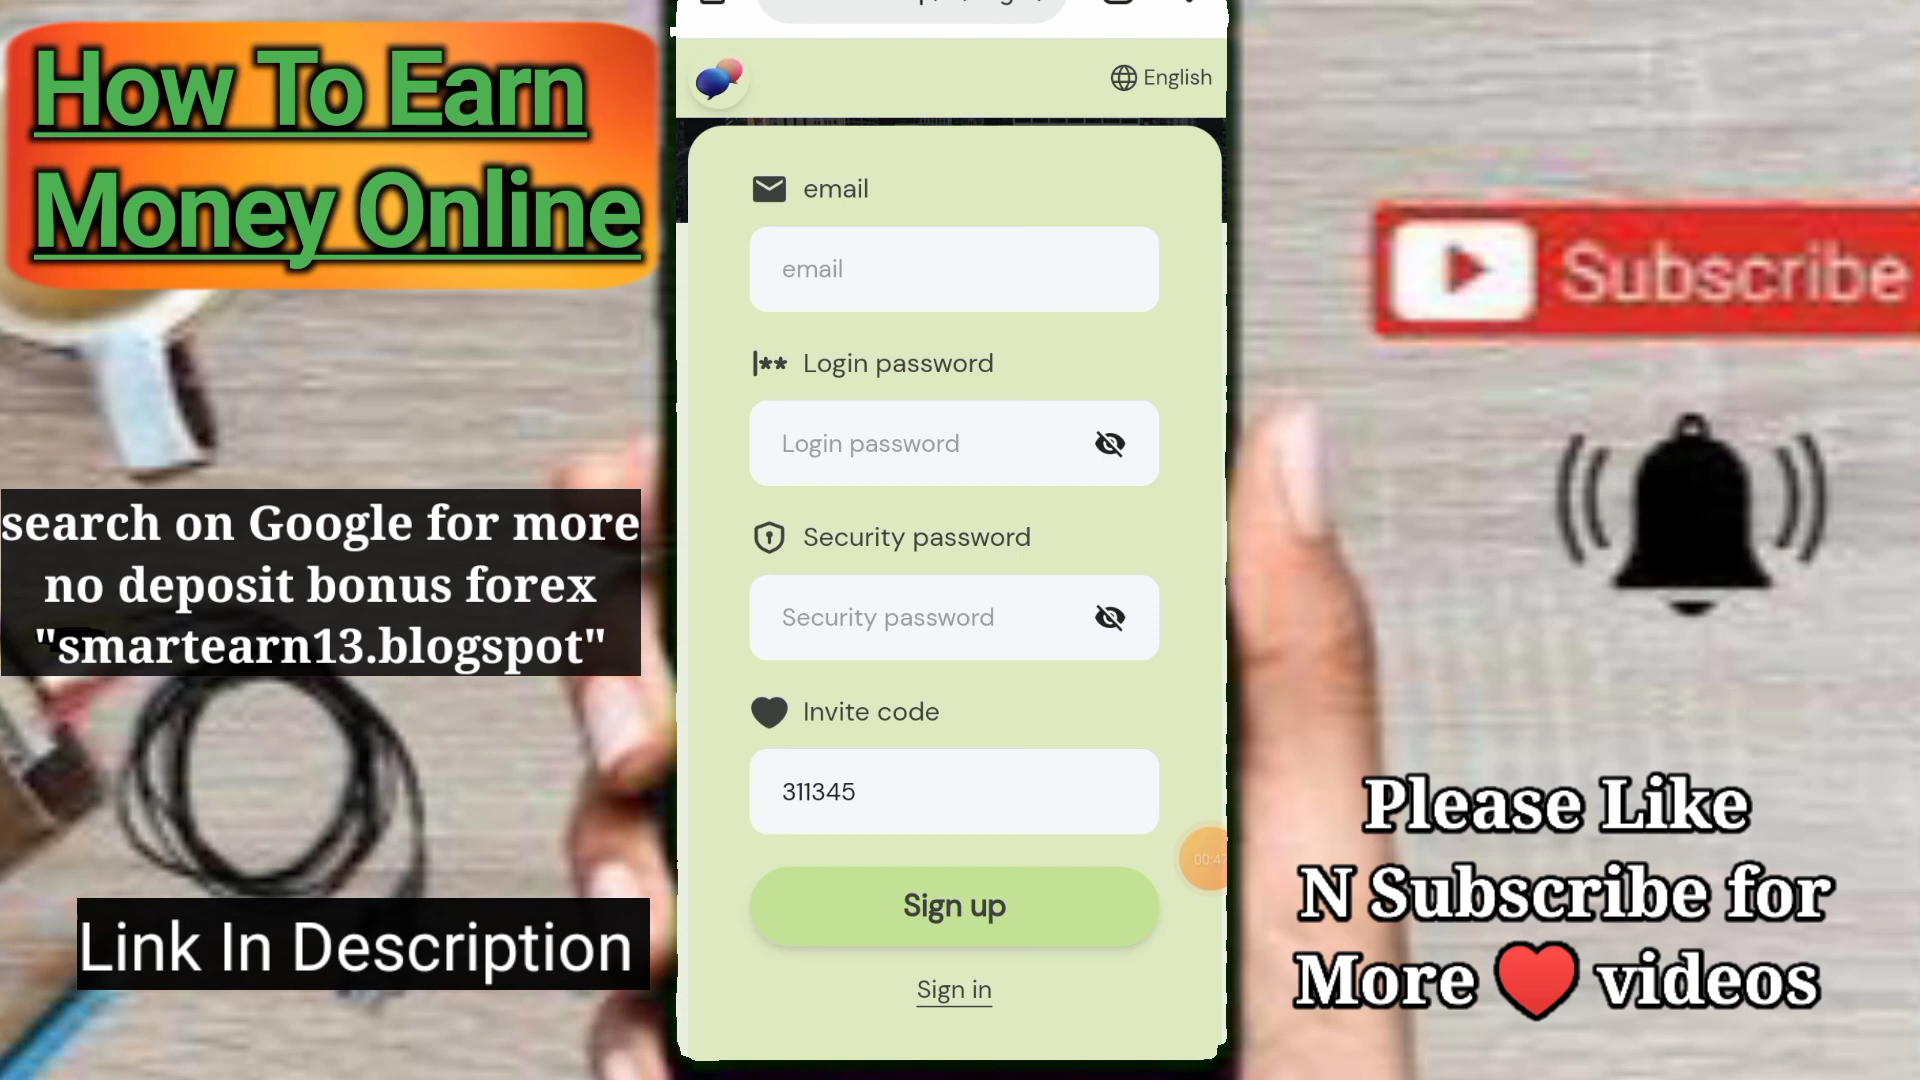 How To Earn
Money Online
English
email
email
Login password
Login password
Security password
Security password
Invite code
311345
Sign up
Sign in
search on Google for more
no deposit bonus forex
"smartearn13.blogspot"
Link In Description
Subscribe
Please Like
N Subscribe for
More ❤ videos